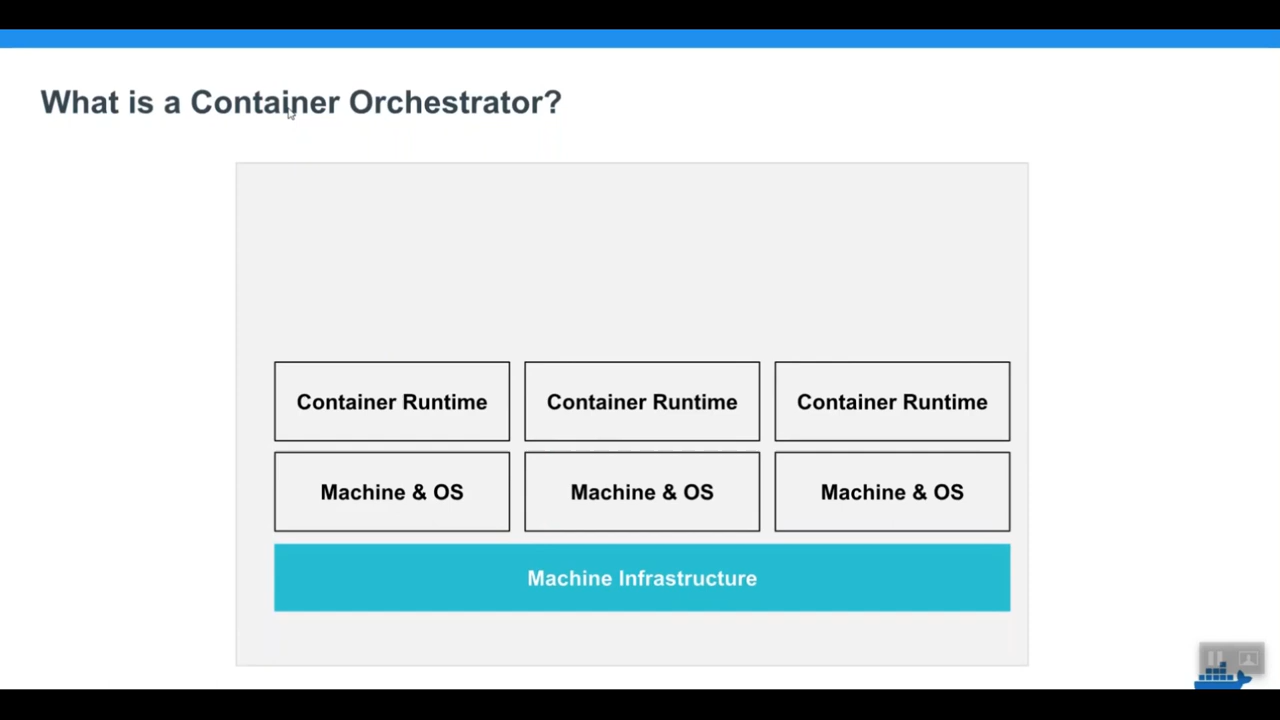 What is a Container Orchestrator?
Container Runtime
Container Runtime
Container Runtime
Machine & OS
Machine & OS
Machine & OS
Machine Infrastructure